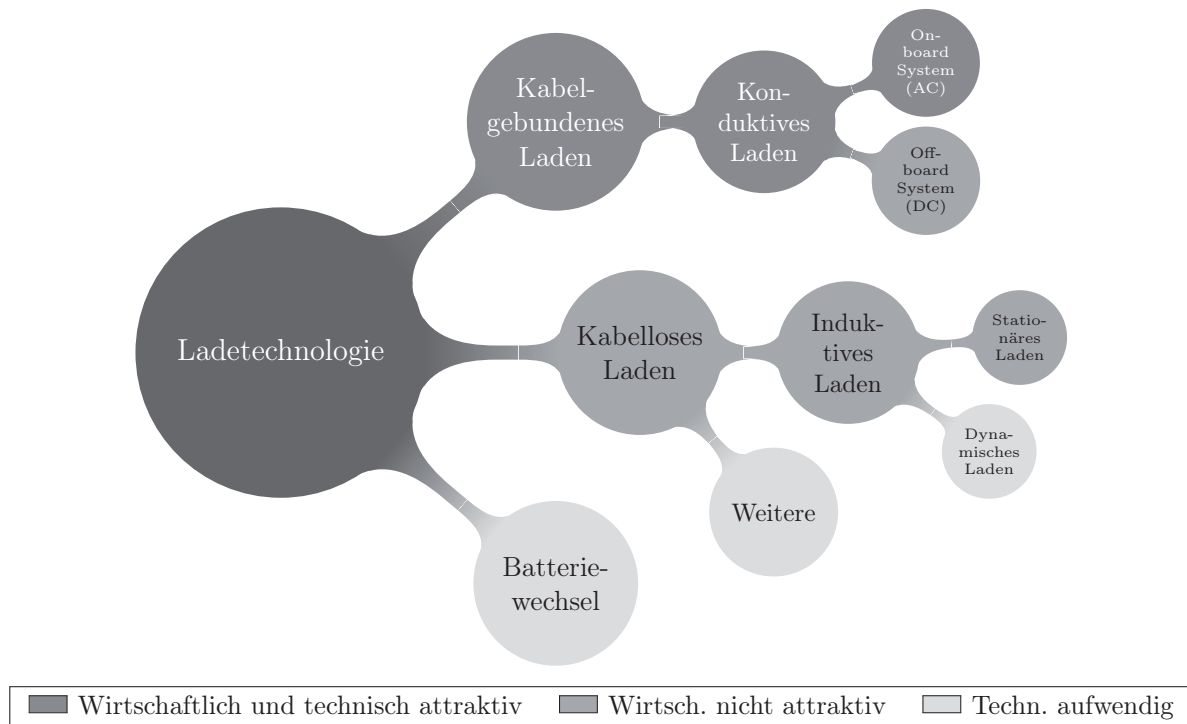 Ladetechnologie
Kabel-
gebundenes
Laden
Kon-
duktives
Laden
On-
board
System
(AC)
Off-
board
System
(DC)
Kabelloses
Laden
Induk-
tives
Laden
Statio-
näres
Laden
Dyna-
misches
Laden
Weitere
Batterie-
wechsel
Wirtschaftlich und technisch attraktiv
Wirtsch. nicht attraktiv
Techn. aufwendig